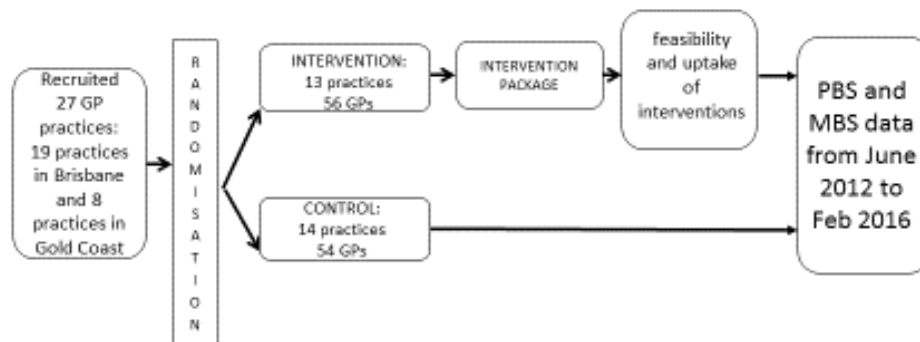 Recruited
27 GP
practices:
19 practices
in Brisbane
and 8
practices in
Gold Coast
R
A
N
D
O
M
I
S
A
T
I
O
N
INTERVENTION:
13 practices
56 GPs
INTERVENTION
PACKAGE
feasibility
and uptake
of
interventions
CONTROL:
14 practices
54 GPs
PBS and
MBS data
from June
2012 to
Feb 2016